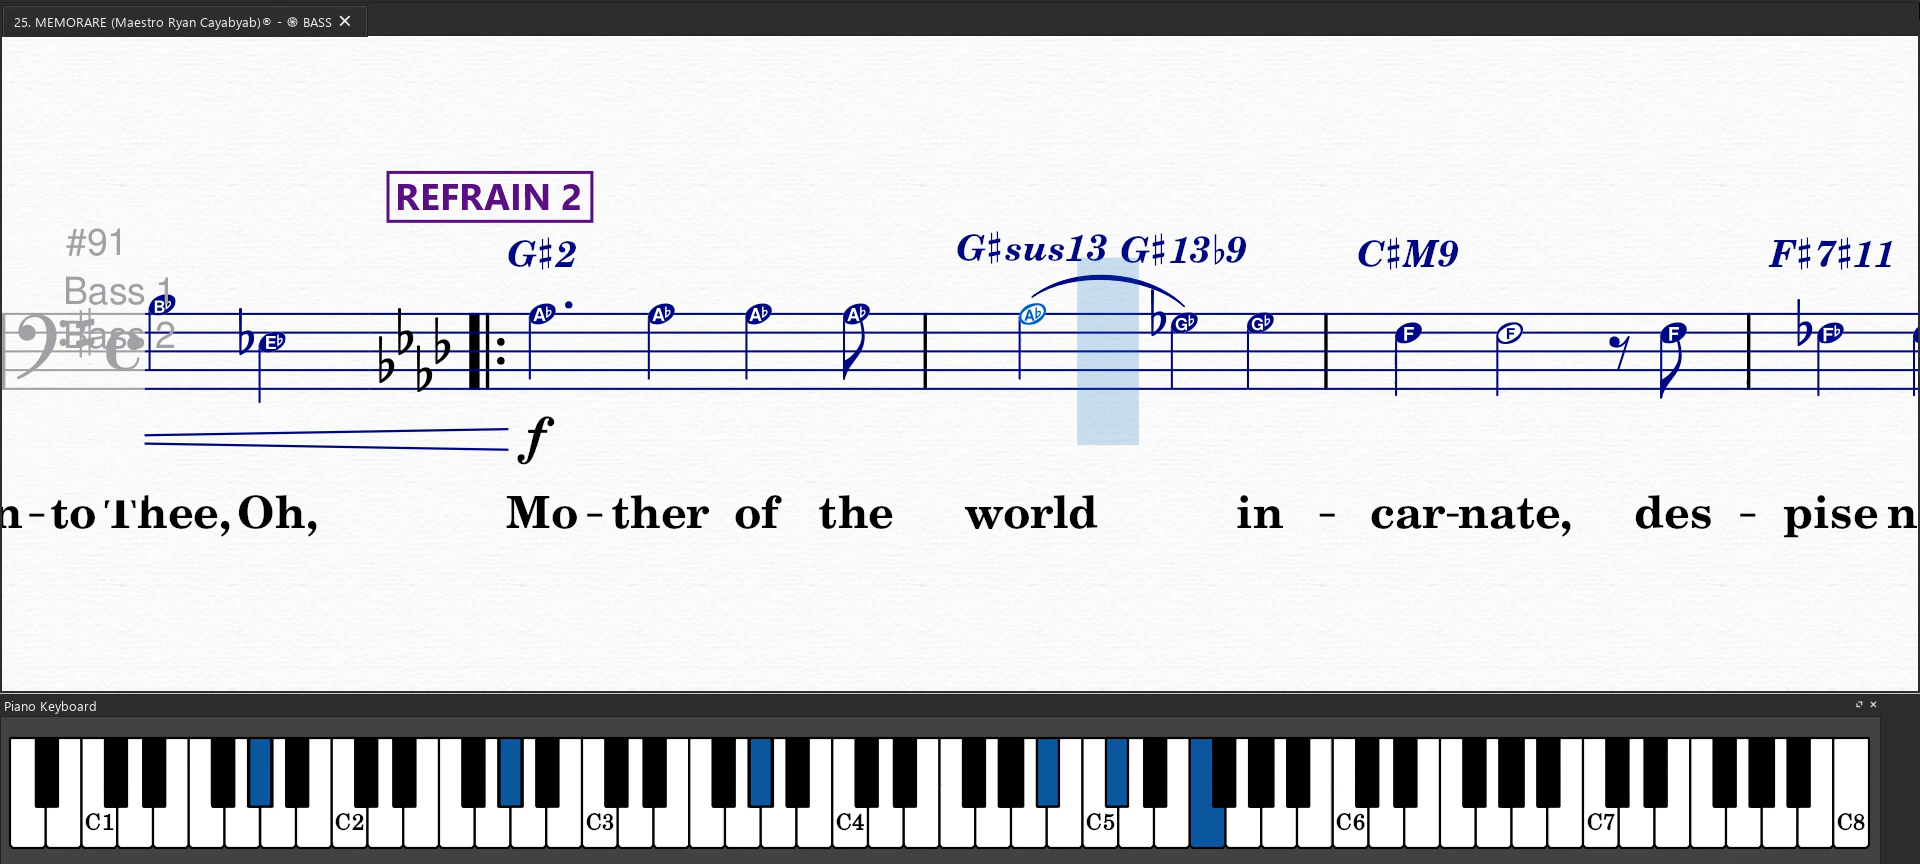 25. MEMORARE (Maestro Ryan Cayabyab)® - ֎ BASS ✕
REFRAIN 2
#91
G♯2 G♯sus13 G♯13♭9 C♯M9 F♯7♯11
Bass 1
Bass 2
B♭ E♭ A♭ A♭ A♭ A♭ A♭ G♭ G♭ F F F F♭
f
n-to Thee, Oh, Mo-ther of the world in - car-nate, des - pise n
Piano Keyboard
C1 C2 C3 C4 C5 C6 C7 C8